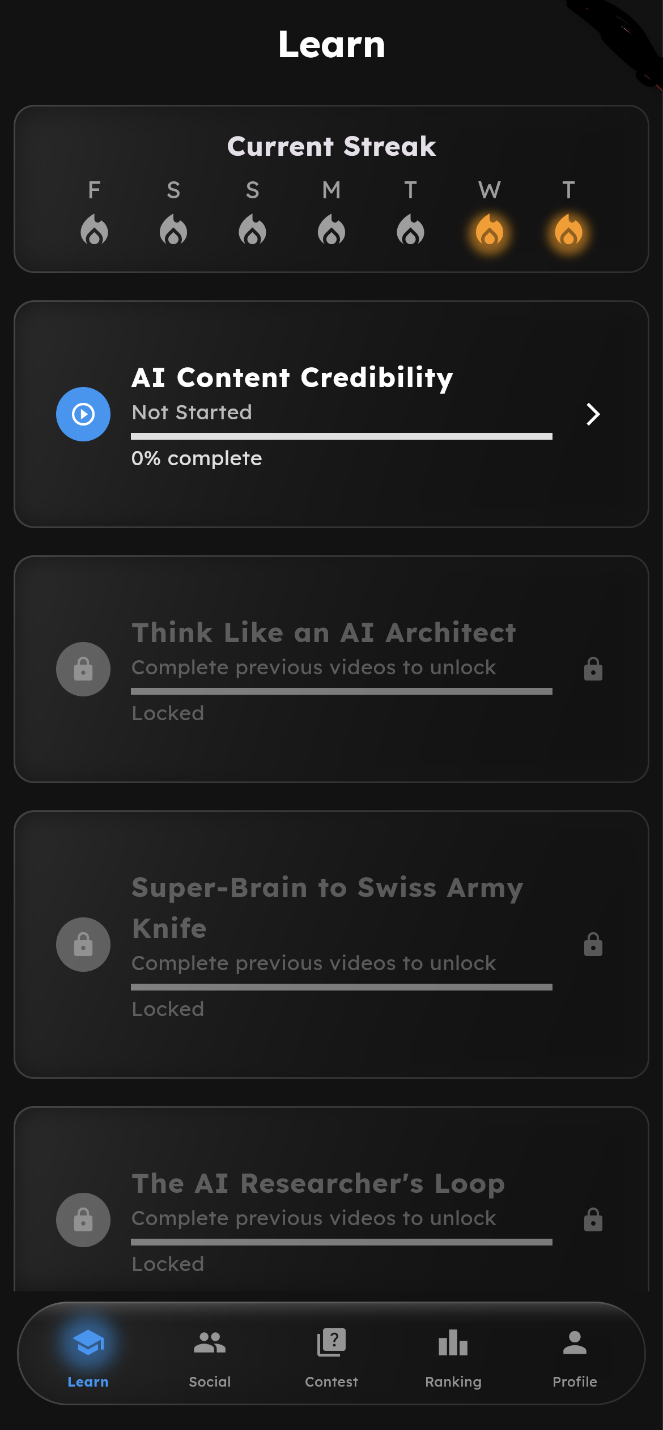 Learn
Current Streak
F S S M T W T
AI Content Credibility
Not Started
0% complete
Think Like an AI Architect
Complete previous videos to unlock
Locked
Super-Brain to Swiss Army
Knife
Complete previous videos to unlock
Locked
The AI Researcher's Loop
Complete previous videos to unlock
Locked
?
Learn Social Contest Ranking Profile